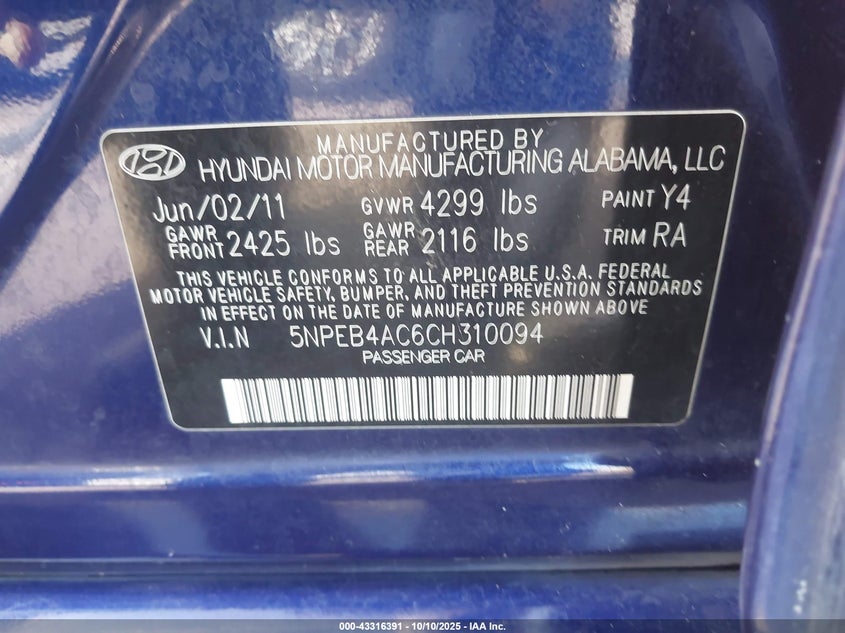 MANUFACTURED BY
HYUNDAI MOTOR MANUFACTURING ALABAMA, LLC
Jun/02/11 GVWR 4299 lbs PAINT Y4
GAWR FRONT 2425 lbs GAWR REAR 2116 lbs TRIM RA
THIS VEHICLE CONFORMS TO ALL APPLICABLE U.S.A. FEDERAL
MOTOR VEHICLE SAFETY, BUMPER, AND THEFT PREVENTION STANDARDS
IN EFFECT ON THE DATE OF MANUFACTURE SHOWN ABOVE
V.I.N 5NPEB4AC6CH310094
PASSENGER CAR
000-43316391 - 10/10/2025 - IAA Inc.